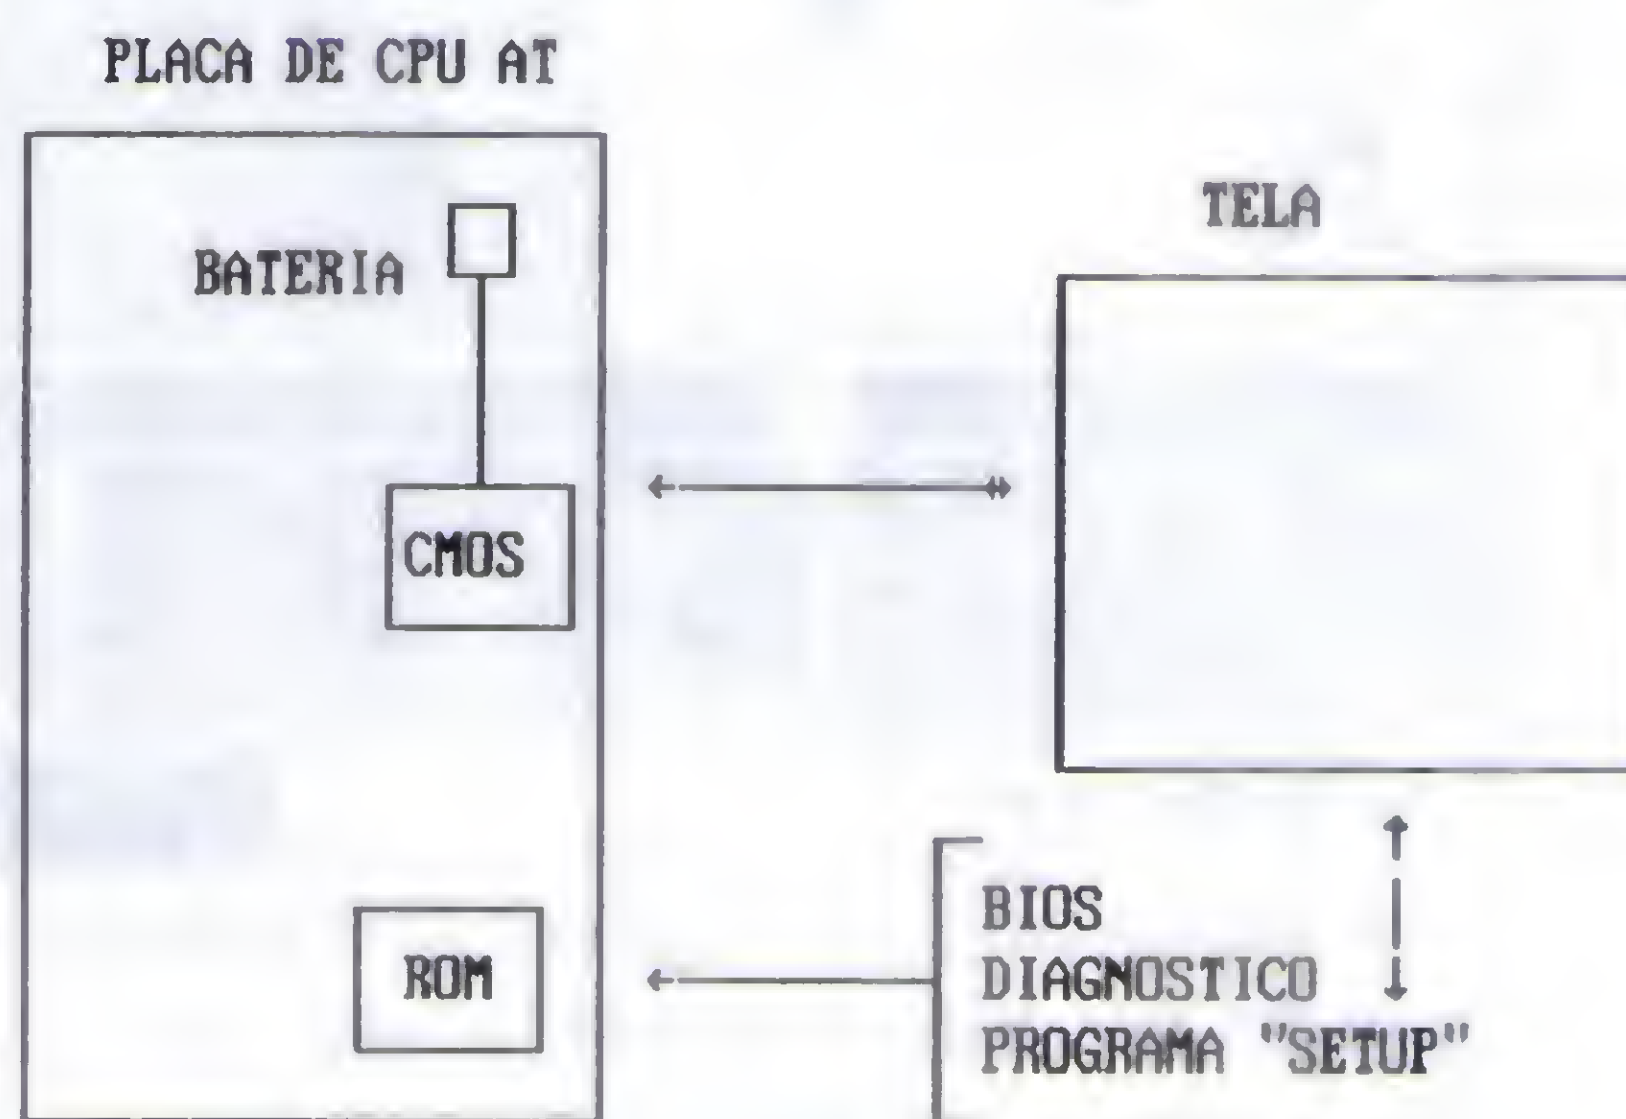 PLACA DE CPU AT
TELA
BATERIA
CMOS
ROM
BIOS
DIAGNOSTICO
PROGRAMA "SETUP"